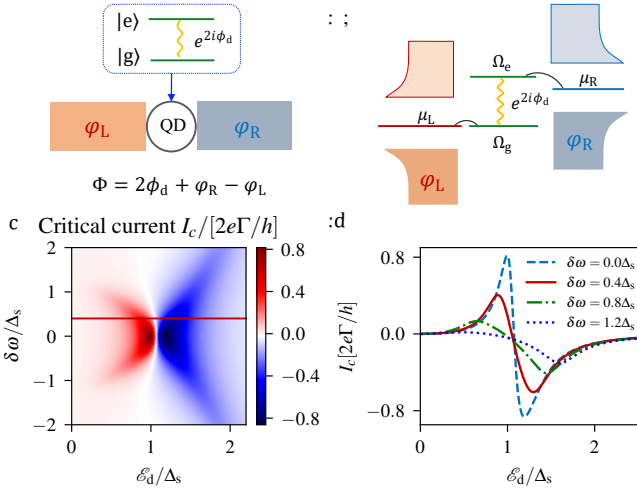 |e⟩
|g⟩
e^{2iϕ_d}
φ_L
QD
φ_R
Φ = 2ϕ_d + φ_R − φ_L
: ;
Ω_e
μ_R
μ_L
e^{2iϕ_d}
Ω_g
φ_L
φ_R
c Critical current I_c/[2eΓ/h]
2
1
0
−1
−2
δω/Δ_s
0 1 2
ℰ_d/Δ_s
0.8
0.4
0.0
−0.4
−0.8
:d
I_c[2eΓ/h]
0.8
0.0
−0.8
0 1 2
ℰ_d/Δ_s
δω = 0.0Δ_s
δω = 0.4Δ_s
δω = 0.8Δ_s
δω = 1.2Δ_s